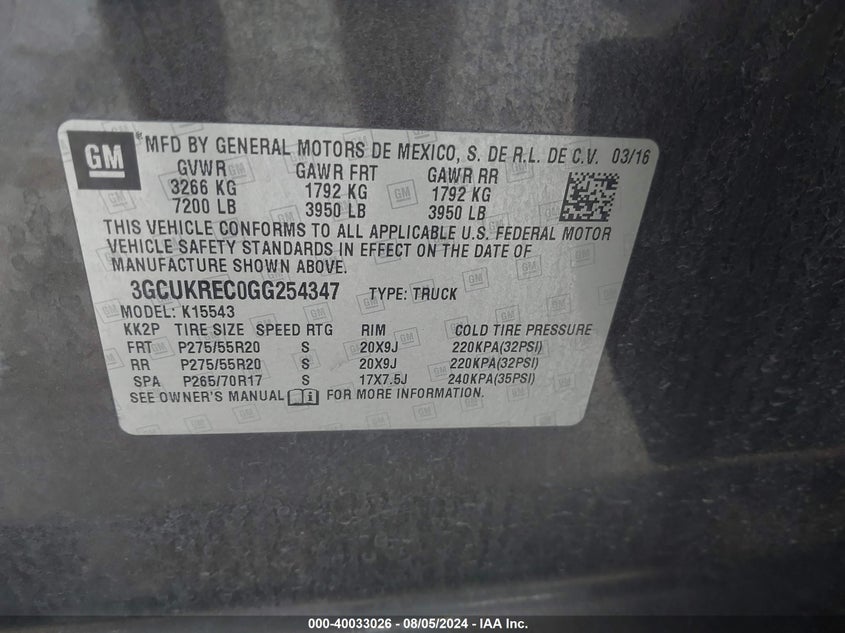 GM MFD BY GENERAL MOTORS DE MEXICO, S. DE R.L. DE C.V. 03/16
GVWR GAWR FRT GAWR RR
3266 KG 1792 KG 1792 KG
7200 LB 3950 LB 3950 LB
THIS VEHICLE CONFORMS TO ALL APPLICABLE U.S. FEDERAL MOTOR
VEHICLE SAFETY STANDARDS IN EFFECT ON THE DATE OF
MANUFACTURE SHOWN ABOVE.
3GCUKREC0GG254347 TYPE: TRUCK
MODEL: K15543
KK2P TIRE SIZE SPEED RTG RIM COLD TIRE PRESSURE
FRT P275/55R20 S 20X9J 220KPA(32PSI)
RR P275/55R20 S 20X9J 220KPA(32PSI)
SPA P265/70R17 S 17X7.5J 240KPA(35PSI)
SEE OWNER'S MANUAL i FOR MORE INFORMATION.
000-40033026 - 08/05/2024 - IAA Inc.